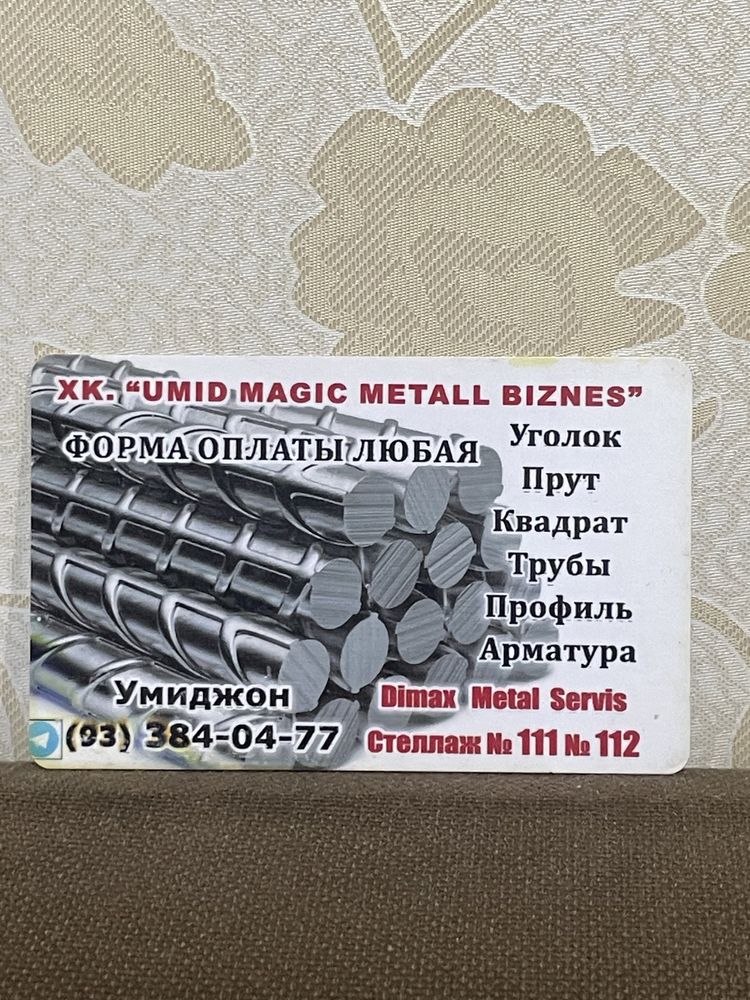 ХК. “UMID MAGIC METALL BIZNES”
ФОРМА ОПЛАТЫ ЛЮБАЯ
Уголок
Прут
Квадрат
Трубы
Профиль
Арматура
Умиджон
(93) 384-04-77
Dimax Metal Servis
Стеллаж № 111 № 112